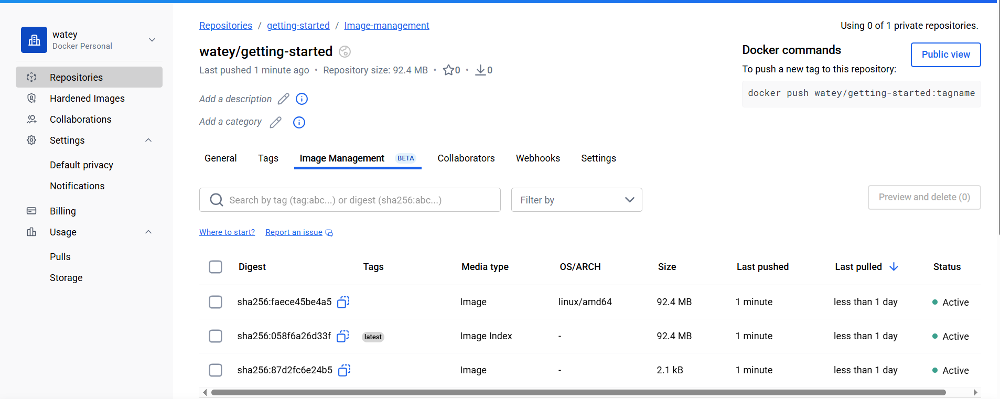 watey
Docker Personal
Repositories
Hardened Images
Collaborations
Settings
Default privacy
Notifications
Billing
Usage
Pulls
Storage
Repositories / getting-started / Image-management
Using 0 of 1 private repositories.
watey/getting-started
Last pushed 1 minute ago • Repository size: 92.4 MB • 0 • 0
Add a description
Add a category
Docker commands
Public view
To push a new tag to this repository:
docker push watey/getting-started:tagname
General Tags Image Management BETA Collaborators Webhooks Settings
Search by tag (tag:abc...) or digest (sha256:abc...) Filter by Preview and delete (0)
Where to start? Report an issue
Digest Tags Media type OS/ARCH Size Last pushed Last pulled Status
sha256:faece45be4a5 Image linux/amd64 92.4 MB 1 minute less than 1 day Active
sha256:058f6a26d33f latest Image Index - 92.4 MB 1 minute less than 1 day Active
sha256:87d2fc6e24b5 Image - 2.1 kB 1 minute less than 1 day Active